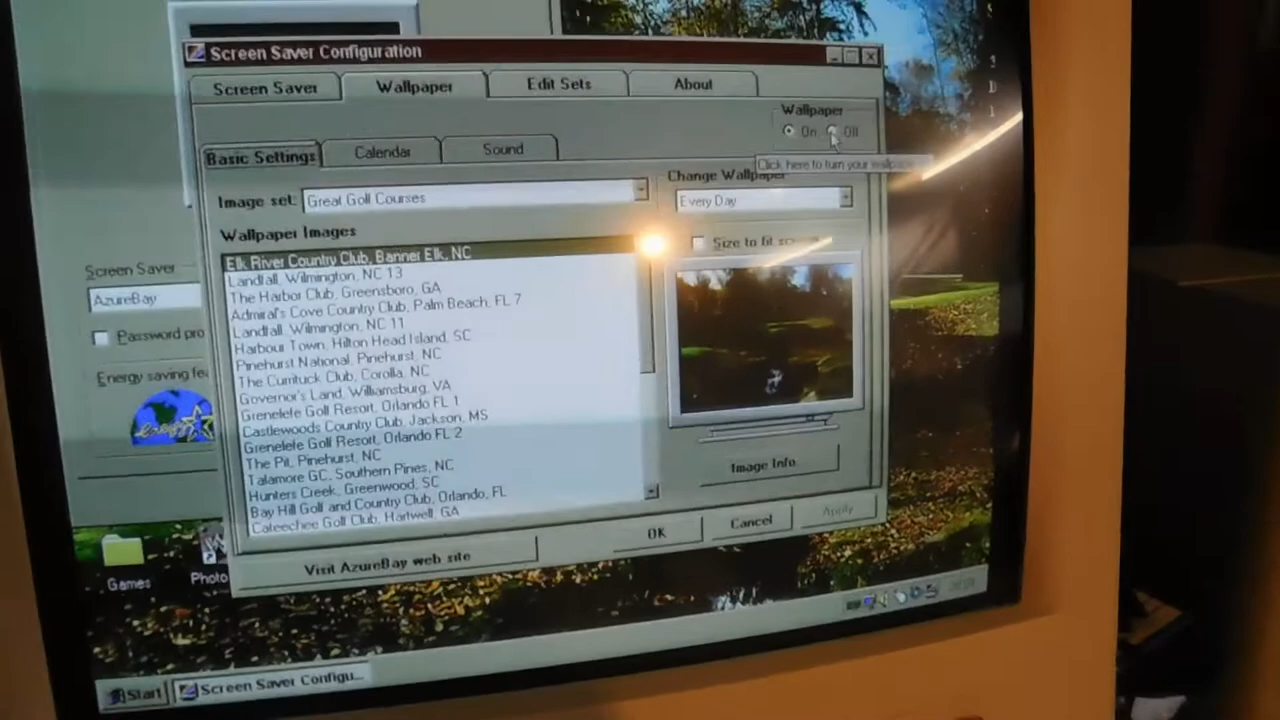 Screen Saver Configuration
Screen Saver
Wallpaper
Edit Sets
About
Wallpaper
On
Off
Basic Settings
Calendar
Sound
Click here to turn your wallpaper
Image set:
Great Golf Courses
Change Wallpaper
Every Day
Wallpaper Images
Size to fit screen
Elk River Country Club, Banner Elk, NC
Landfall, Wilmington, NC 13
The Harbor Club, Greensboro, GA
Admiral's Cove Country Club, Palm Beach, FL 7
Landfall, Wilmington, NC 11
Harbour Town, Hilton Head Island, SC
Pinehurst National, Pinehurst, NC
The Currituck Club, Corolla, NC
Governor's Land, Williamsburg, VA
Grenelefe Golf Resort, Orlando FL 1
Castlewoods Country Club, Jackson, MS
Grenelefe Golf Resort, Orlando FL 2
The Pit, Pinehurst, NC
Talamore GC, Southern Pines, NC
Hunters Creek, Greenwood, SC
Bay Hill Golf and Country Club, Orlando, FL
Cateechee Golf Club, Hartwell, GA
Image Info
OK
Cancel
Apply
Visit AzureBay web site
Screen Saver
AzureBay
Password pro
Energy saving fe
Games
Photo
Start
Screen Saver Configu...